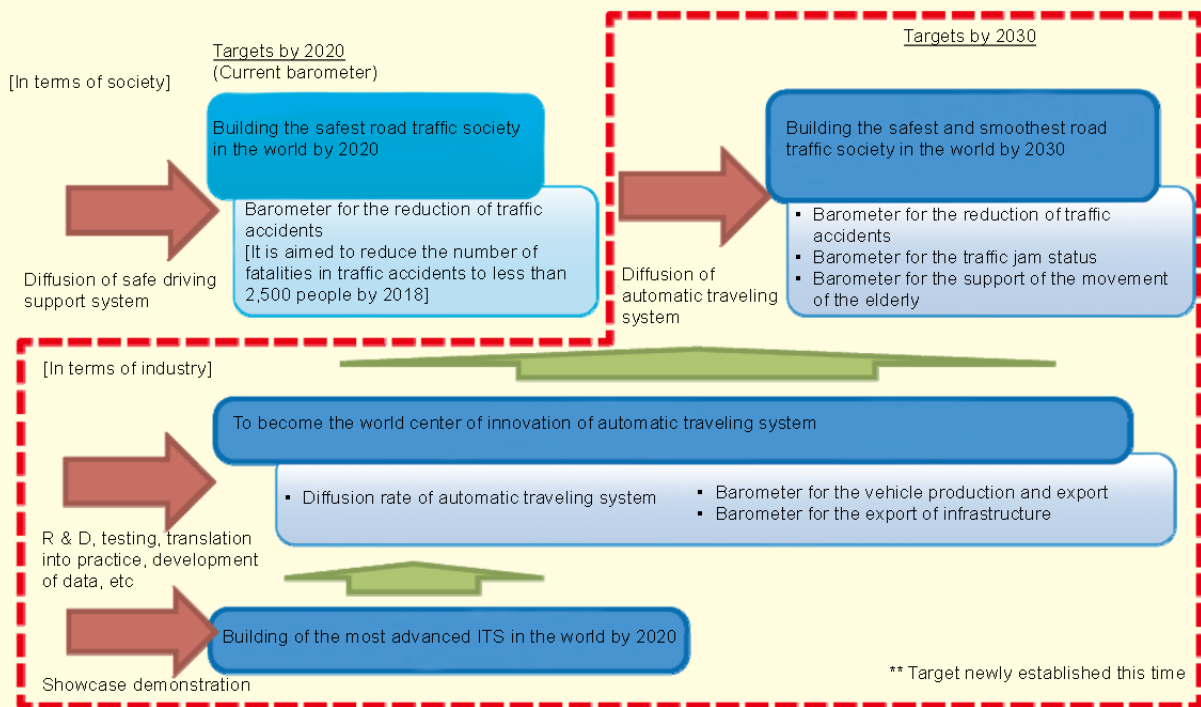 Targets by 2020
(Current barometer)
Targets by 2030
[In terms of society]
Building the safest road traffic society
in the world by 2020
Barometer for the reduction of traffic
accidents
[It is aimed to reduce the number of
fatalities in traffic accidents to less than
2,500 people by 2018]
Diffusion of safe driving
support system
Building the safest and smoothest road
traffic society in the world by 2030
▪ Barometer for the reduction of traffic
accidents
▪ Barometer for the traffic jam status
▪ Barometer for the support of the movement
of the elderly
Diffusion of
automatic traveling
system
[In terms of industry]
To become the world center of innovation of automatic traveling system
▪ Diffusion rate of automatic traveling system
▪ Barometer for the vehicle production and export
▪ Barometer for the export of infrastructure
R & D, testing, translation
into practice, development
of data, etc
Building of the most advanced ITS in the world by 2020
Showcase demonstration
** Target newly established this time